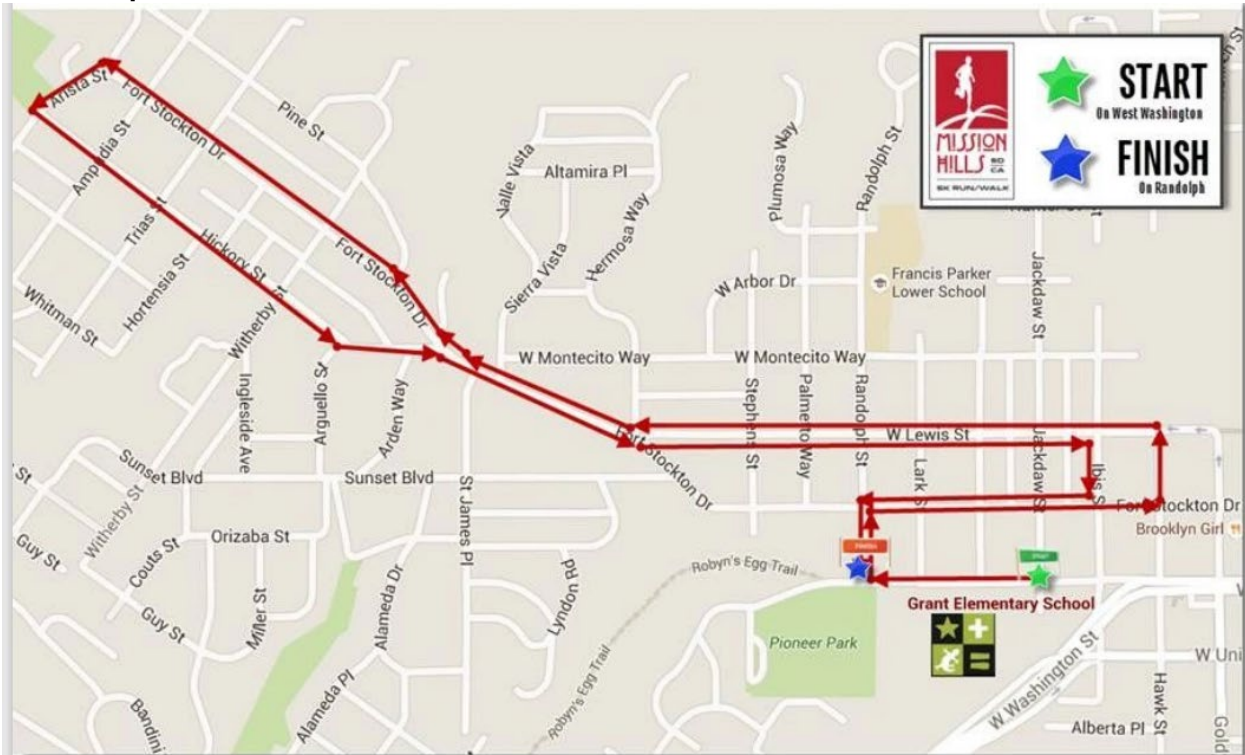 START
On West Washington
FINISH
On Randolph
MISSION
HILLS SD
CA
5K RUN/WALK
Arista St
Fort Stockton Dr
Pine St
Trias St
Hickory St
Hortensia St
Whitman St
Witherby St
Fort Stockton Dr
Valle Vista
Altamira Pl
Hermosa Way
Sierra Vista
Plumosa Way
Randolph St
W Arbor Dr
Francis Parker
Lower School
Jackdaw St
W Montecito Way
W Montecito Way
Ingleside Ave
Arguello St
Arden Way
Stephens St
Palmetto Way
Randolph St
W Lewis St
Lark S
Jackdaw St
Ibis S
Fort Stockton Dr
Fort Stockton Dr
Brooklyn Girl
Sunset Blvd
Sunset Blvd
St
Witherby St
St James Pl
Guy St
Couts St
Orizaba St
Miller St
Guy St
Alameda Dr
Lyndon Rd
Robyn's Egg Trail
FINISH
START
Grant Elementary School
Pioneer Park
Robyn's Egg Trail
Alameda Pl
Bandini
W Washington St
W Uni
Hawk St
Alberta Pl
Gold